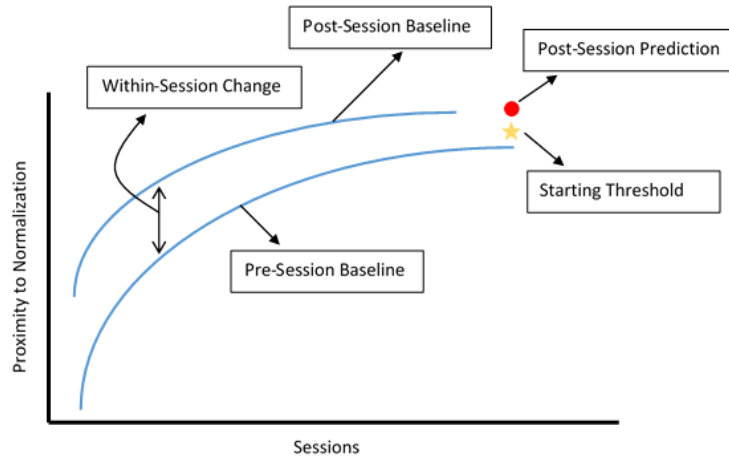 Post-Session Baseline
Post-Session Prediction
Within-Session Change
Starting Threshold
Pre-Session Baseline
Proximity to Normalization
Sessions